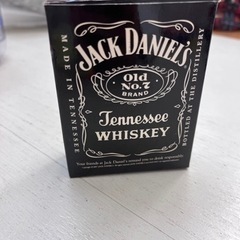 JACK DANIEL'S
Old
No. 7
BRAND
Tennessee
WHISKEY
MADE IN TENNESSEE
BOTTLED AT THE DISTILLERY
Your friends at Jack Daniel's remind you to drink responsibly.